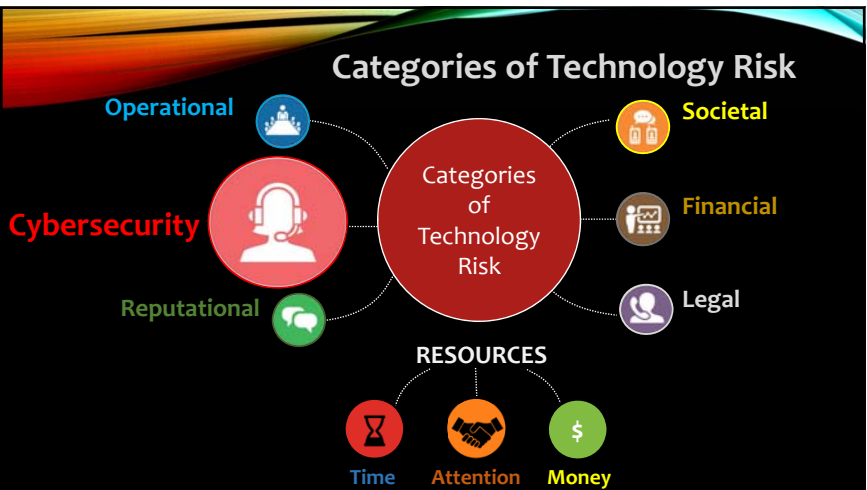 Categories of Technology Risk
Operational
Cybersecurity
Reputational
Categories
of
Technology
Risk
Societal
Financial
Legal
RESOURCES
$
Time
Attention
Money